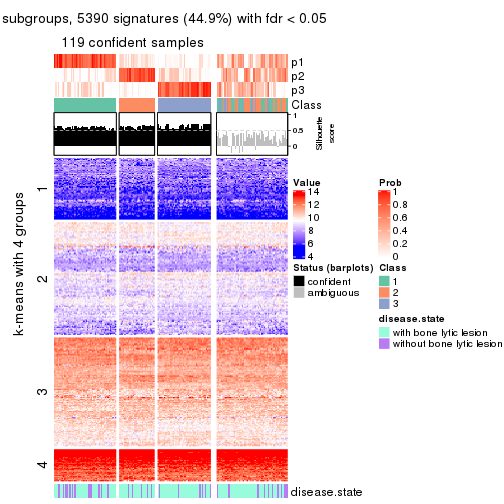 subgroups, 5390 signatures (44.9%) with fdr < 0.05
119 confident samples
p1
p2
p3
Class
1
0.5
0
Silhouette
score
k-means with 4 groups
1
2
3
4
disease.state
Value
14
12
10
8
6
4
Prob
1
0.8
0.6
0.4
0.2
0
Status (barplots)
confident
ambiguous
Class
1
2
3
disease.state
with bone lytic lesion
without bone lytic lesion